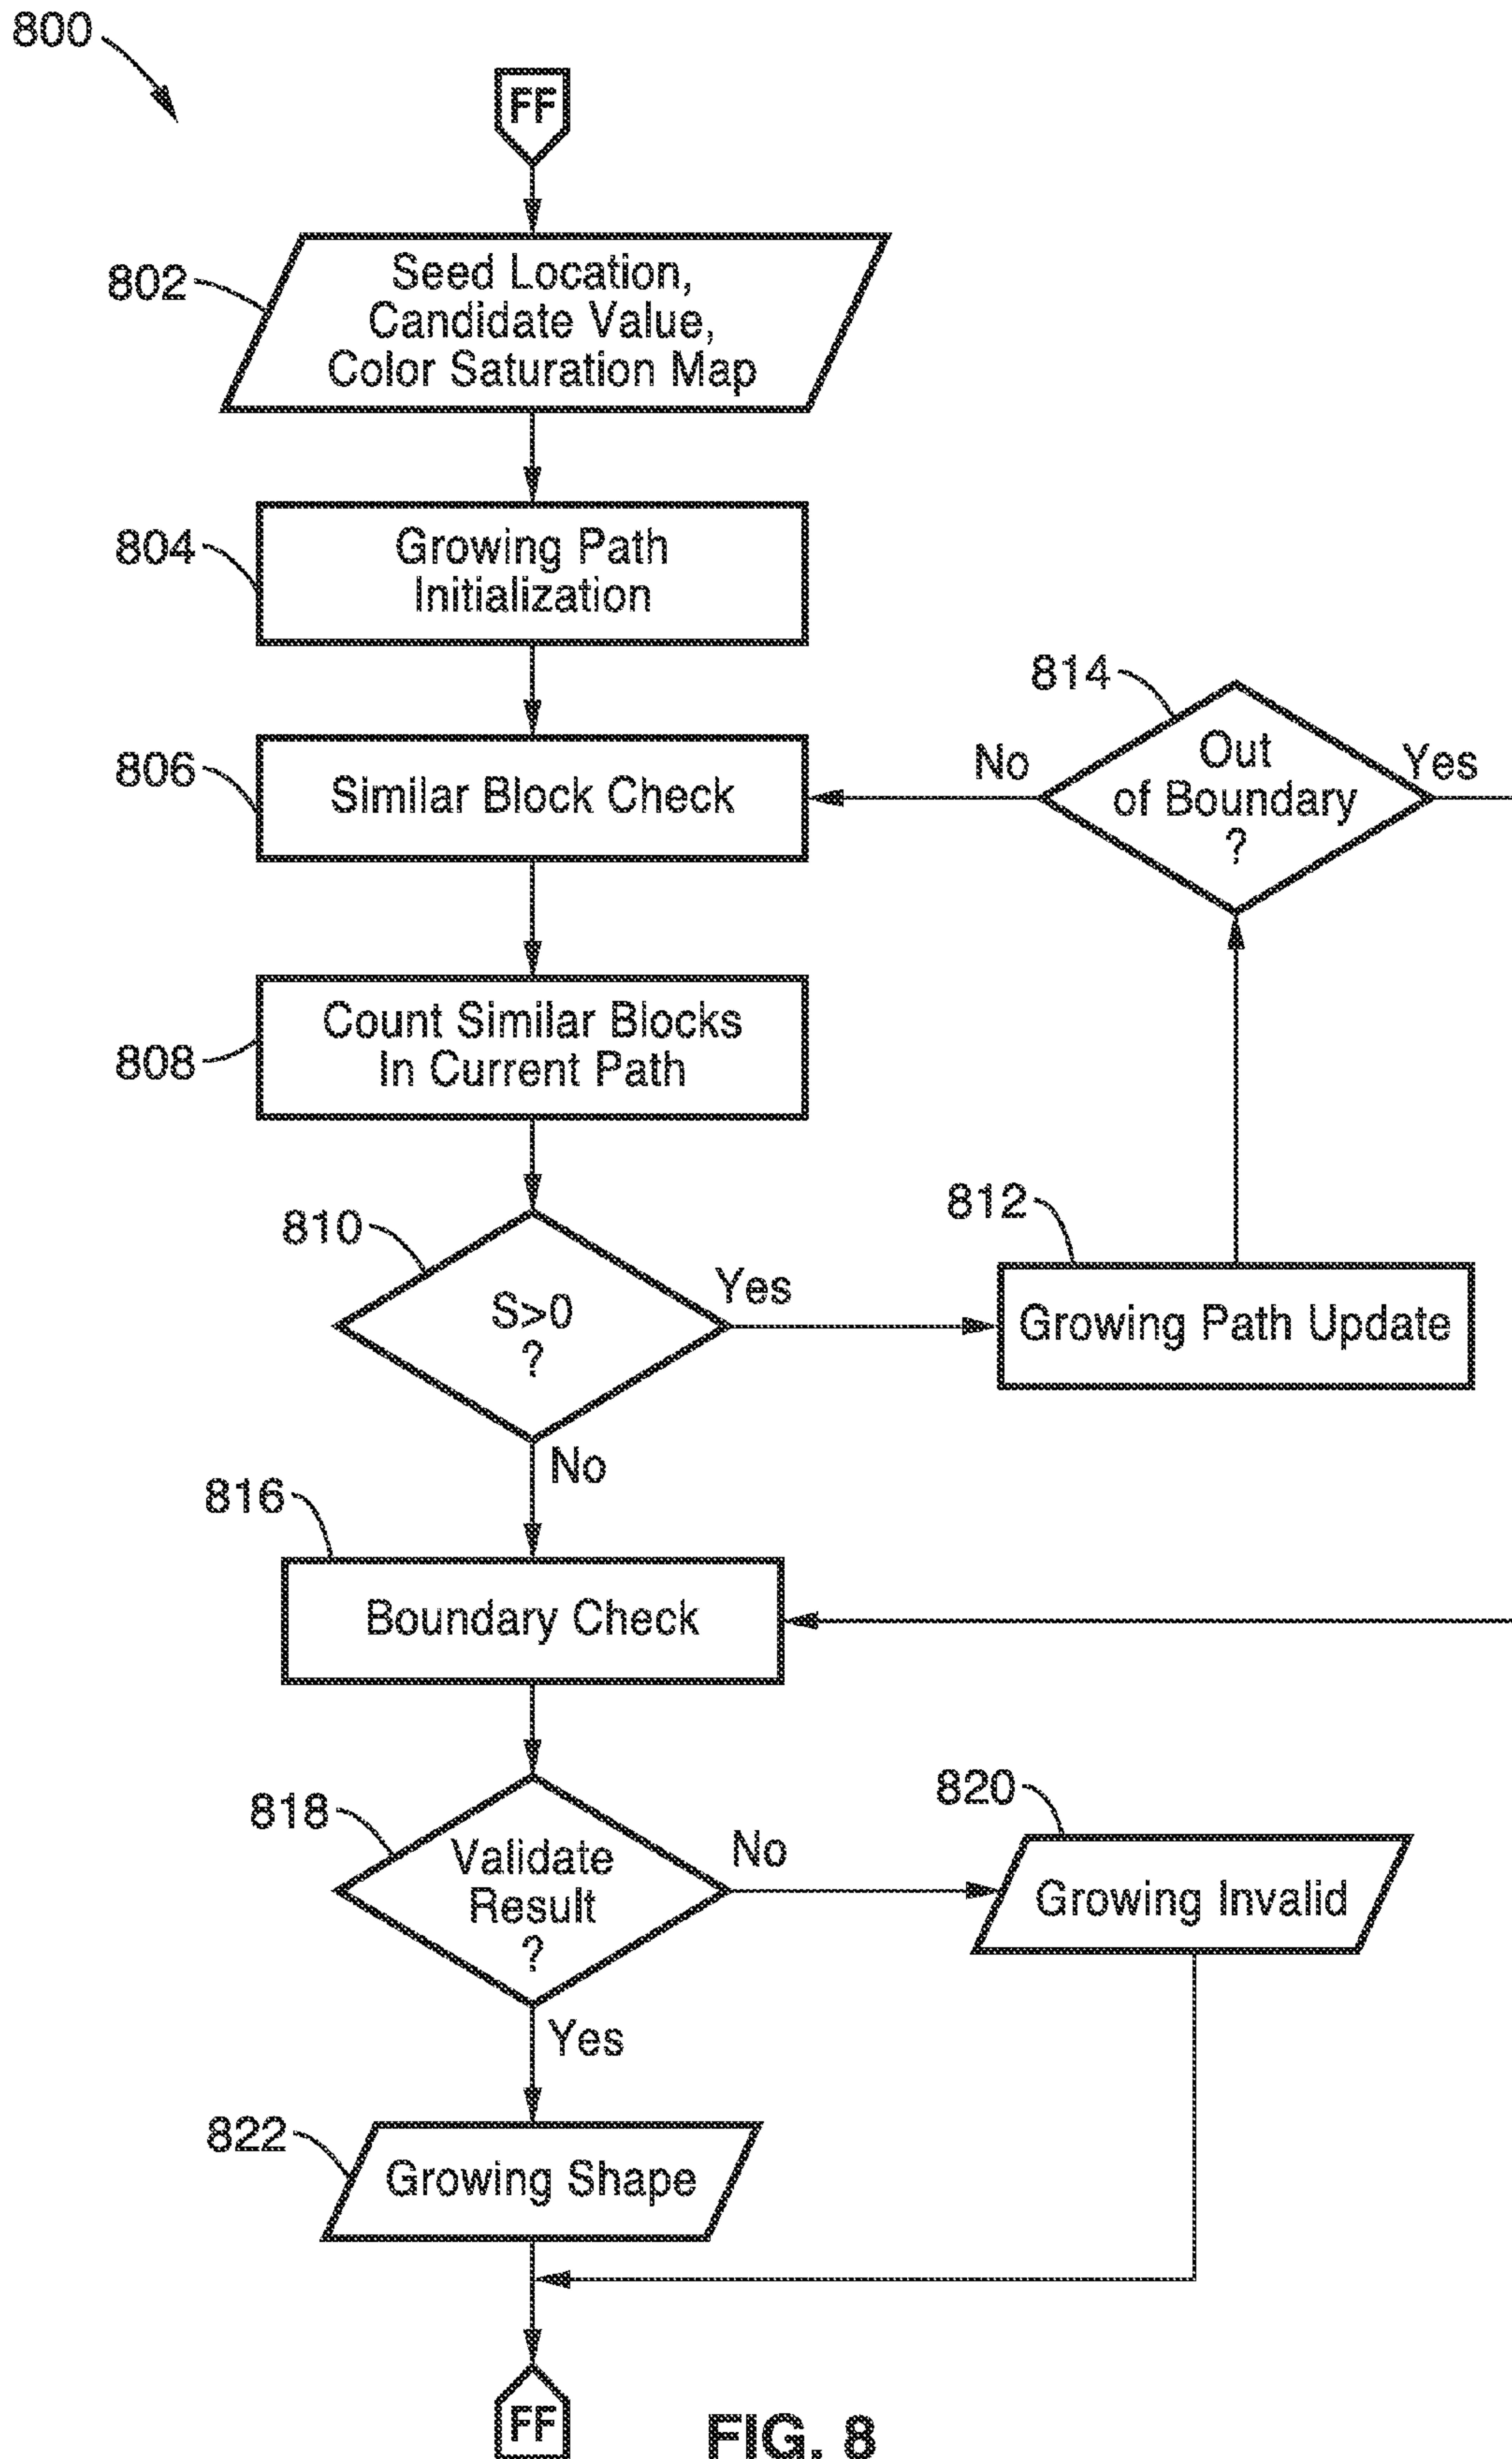 800
FF
802
Seed Location,
Candidate Value,
Color Saturation Map
804
Growing Path
Initialization
814
Out
of Boundary
?
No
Yes
806
Similar Block Check
808
Count Similar Blocks
In Current Path
810
S>0
?
Yes
No
812
Growing Path Update
816
Boundary Check
818
Validate
Result
?
No
Yes
820
Growing Invalid
822
Growing Shape
FF
FIG. 8